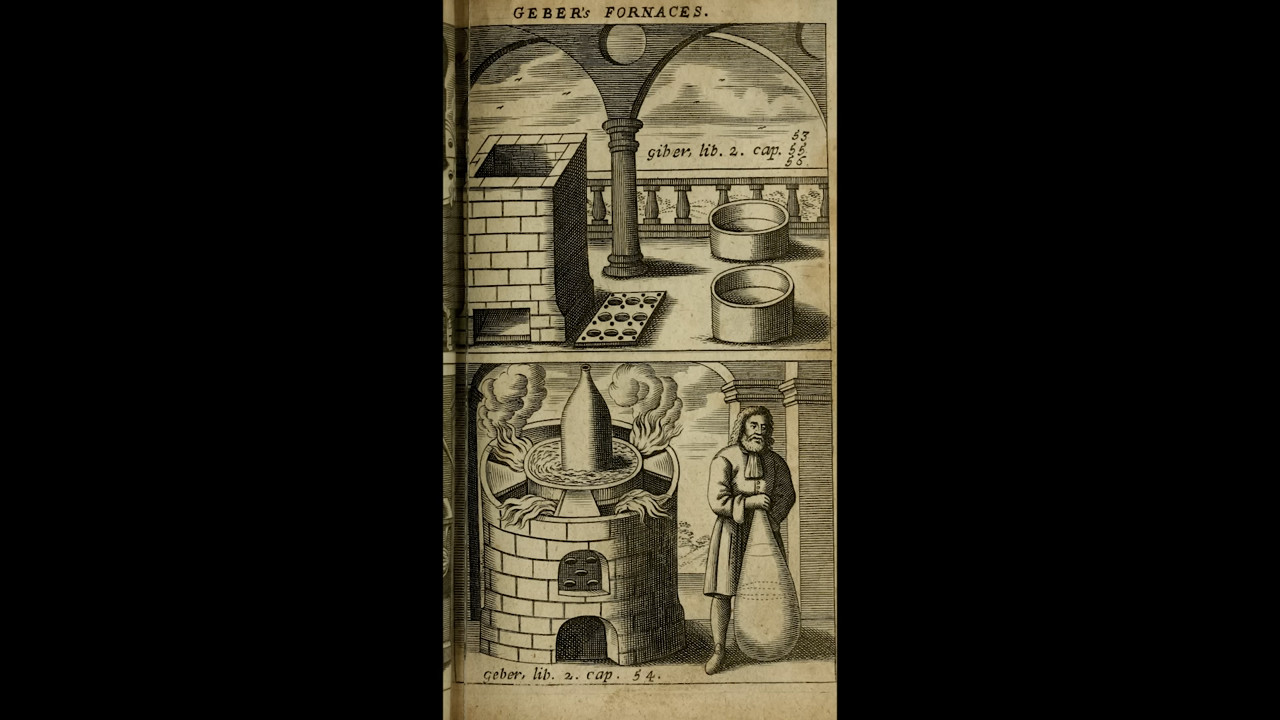 GEBER's FORNACES.
53
giber, lib. 2. cap. 55.
56
geber, lib. 2. cap. 54.